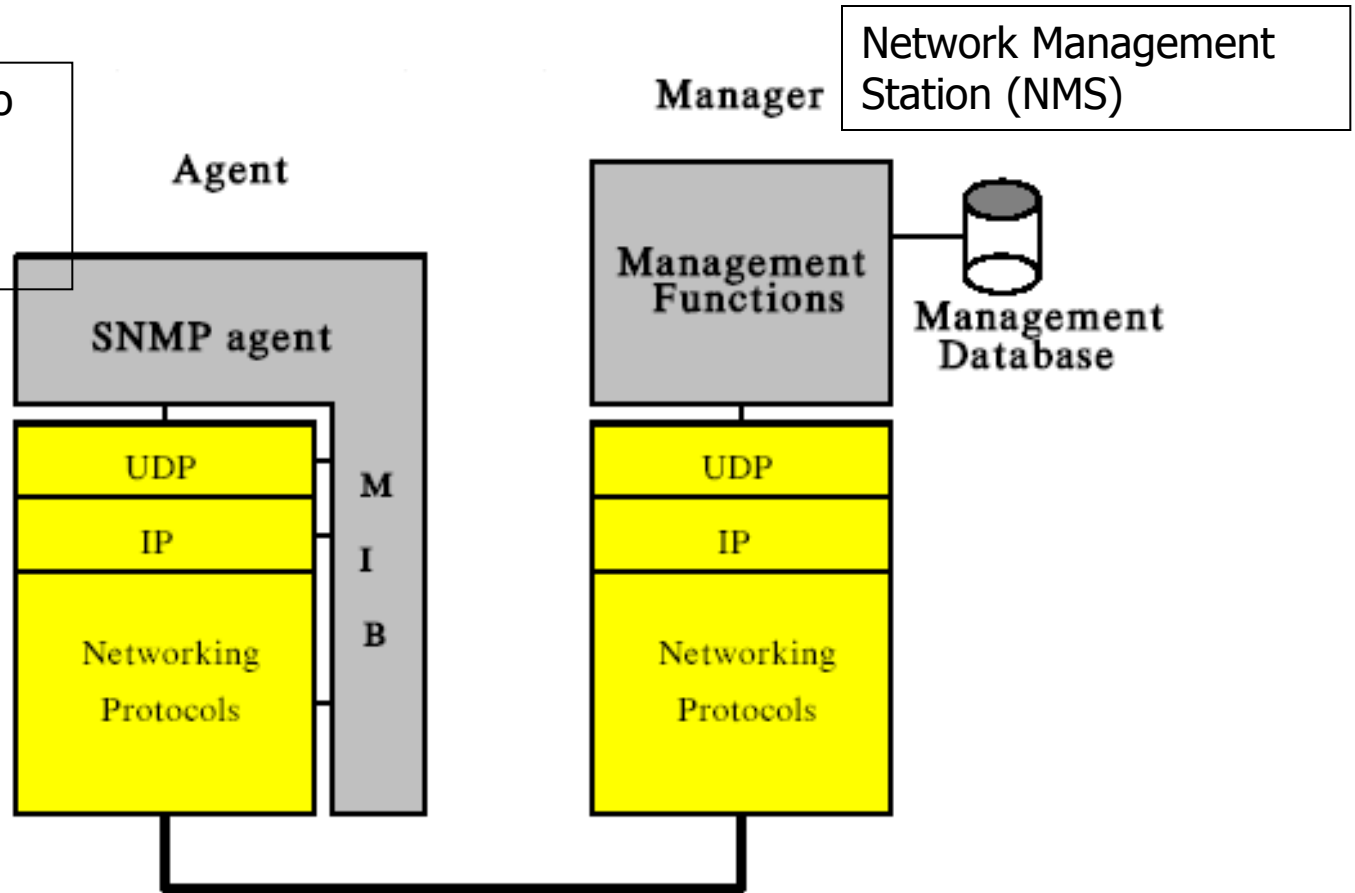 Network Management
Station (NMS)
Manager
o
Agent
Management
Functions
Management
Database
SNMP agent
UDP
IP
Networking
Protocols
M
I
B
UDP
IP
Networking
Protocols